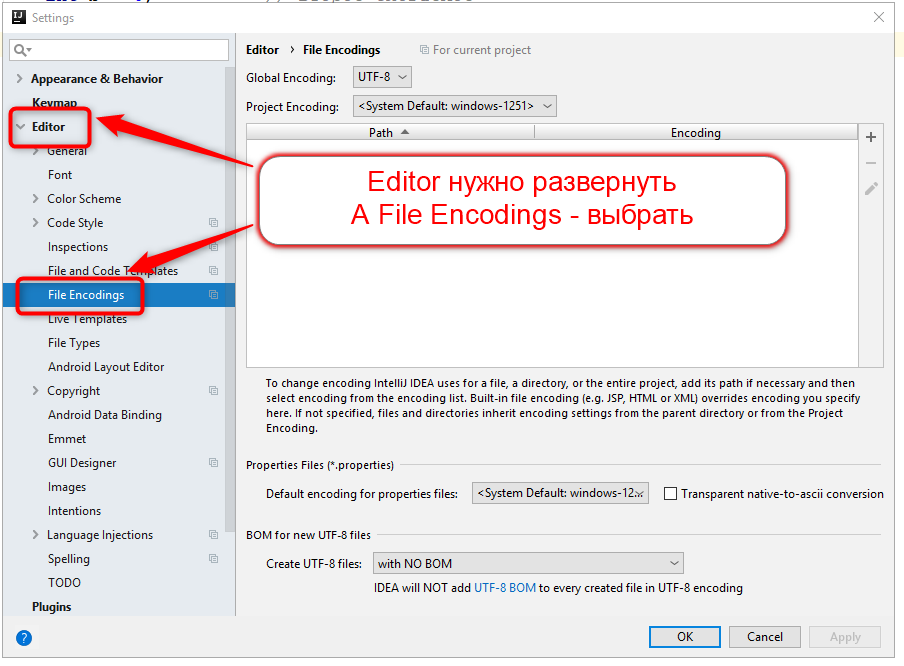 Settings
Editor › File Encodings For current project
Global Encoding: UTF-8
Project Encoding: <System Default: windows-1251>
Path Encoding
Appearance & Behavior
Keymap
Editor
General
Font
Color Scheme
Code Style
Inspections
File and Code Templates
File Encodings
Live Templates
File Types
Android Layout Editor
Copyright
Android Data Binding
Emmet
GUI Designer
Images
Intentions
Language Injections
Spelling
TODO
Plugins
Editor нужно развернуть
А File Encodings - выбрать
To change encoding IntelliJ IDEA uses for a file, a directory, or the entire project, add its path if necessary and then
select encoding from the encoding list. Built-in file encoding (e.g. JSP, HTML or XML) overrides encoding you specify
here. If not specified, files and directories inherit encoding settings from the parent directory or from the Project
Encoding.
Properties Files (*.properties)
Default encoding for properties files: <System Default: windows-12... Transparent native-to-ascii conversion
BOM for new UTF-8 files
Create UTF-8 files: with NO BOM
IDEA will NOT add UTF-8 BOM to every created file in UTF-8 encoding
? OK Cancel Apply